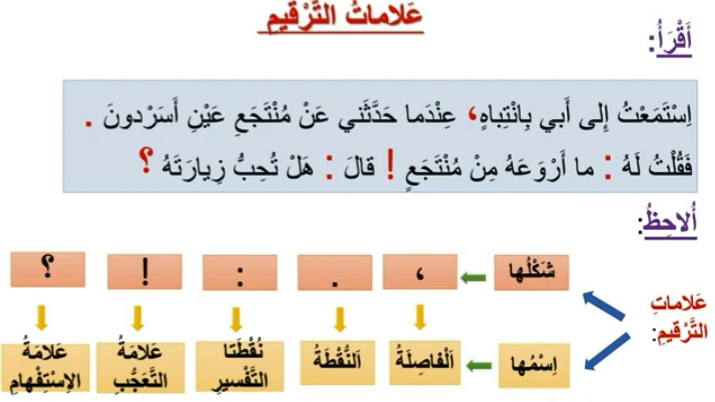 عَلاماتُ التَّرْقيمِ
أَقْرَأُ:
اِسْتَمَعْتُ إِلى أَبي بِانْتِباهٍ، عِنْدَما حَدَّثَني عَنْ مُنْتَجَعِ عَيْنِ أَسَرْدونَ .
فَقُلْتُ لَهُ : ما أَرْوَعَهُ مِنْ مُنْتَجَعٍ ! قالَ : هَلْ تُحِبُّ زِيارَتَهُ ؟
أُلاحِظُ:
عَلاماتِ التَّرْقيمِ:
شَكْلُها ، . : ! ؟
اِسْمُها اَلْفاصِلَةُ اَلنُّقْطَةُ نُقْطَتا التَّفْسيرِ عَلامَةُ التَّعَجُّبِ عَلامَةُ الاِسْتِفْهامِ